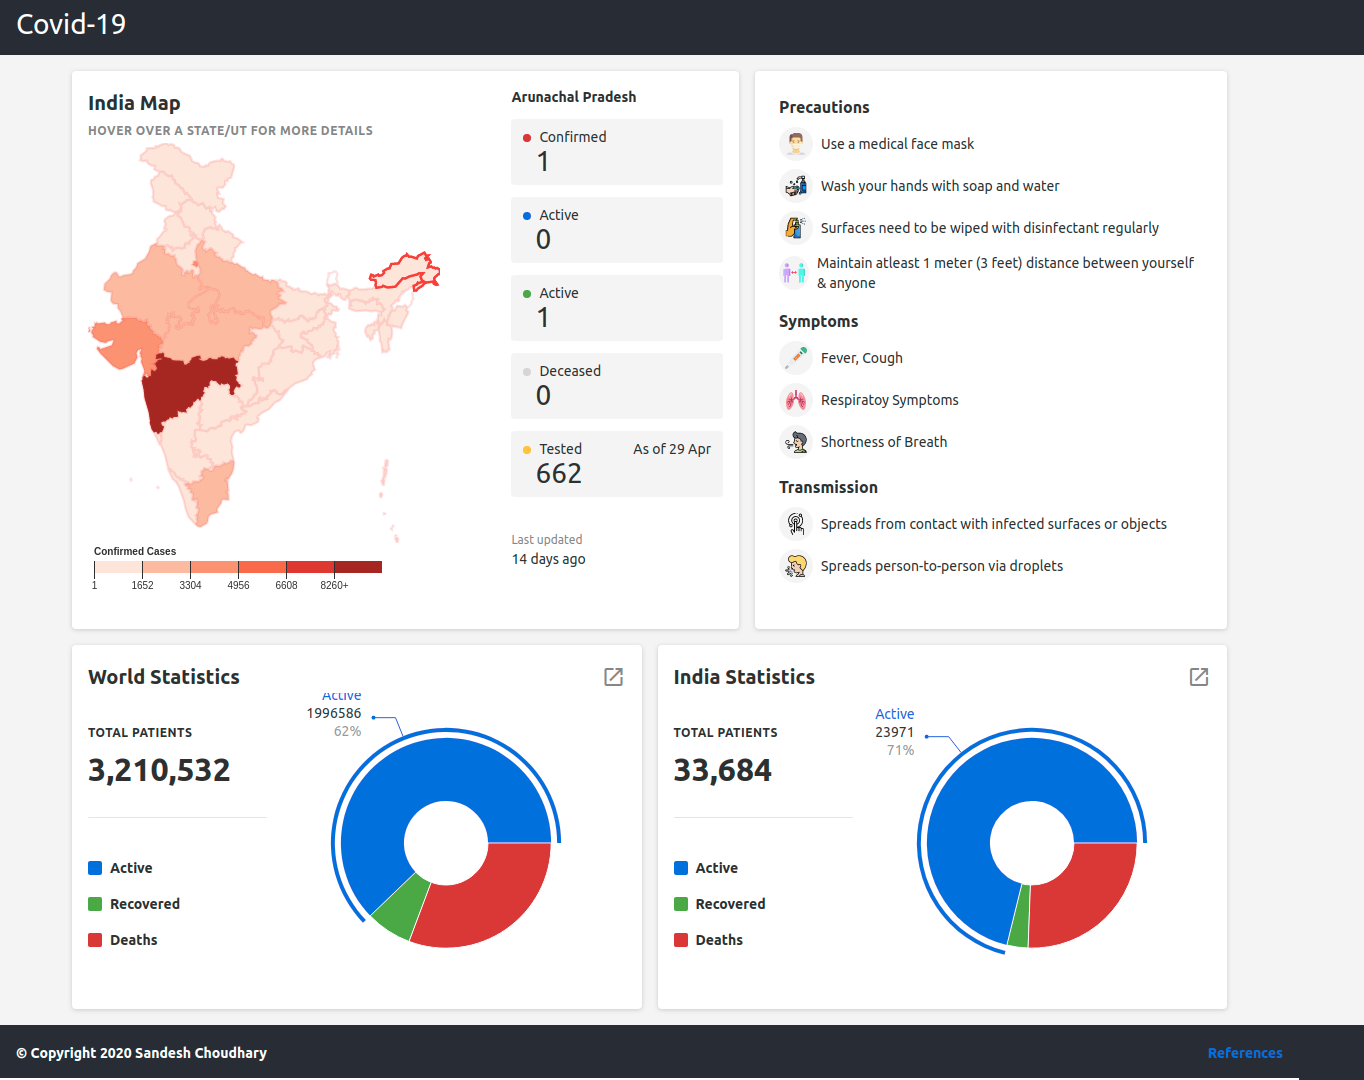 Covid-19
India Map
HOVER OVER A STATE/UT FOR MORE DETAILS
Confirmed Cases
1
1652
3304
4956
6608
8260+
Arunachal Pradesh
Confirmed
1
Active
0
Active
1
Deceased
0
Tested
As of 29 Apr
662
Last updated
14 days ago
Precautions
Use a medical face mask
Wash your hands with soap and water
Surfaces need to be wiped with disinfectant regularly
Maintain atleast 1 meter (3 feet) distance between yourself
& anyone
Symptoms
Fever, Cough
Respiratoy Symptoms
Shortness of Breath
Transmission
Spreads from contact with infected surfaces or objects
Spreads person-to-person via droplets
World Statistics
TOTAL PATIENTS
3,210,532
Active
Recovered
Deaths
Active
1996586
62%
India Statistics
TOTAL PATIENTS
33,684
Active
Recovered
Deaths
Active
23971
71%
© Copyright 2020 Sandesh Choudhary
References